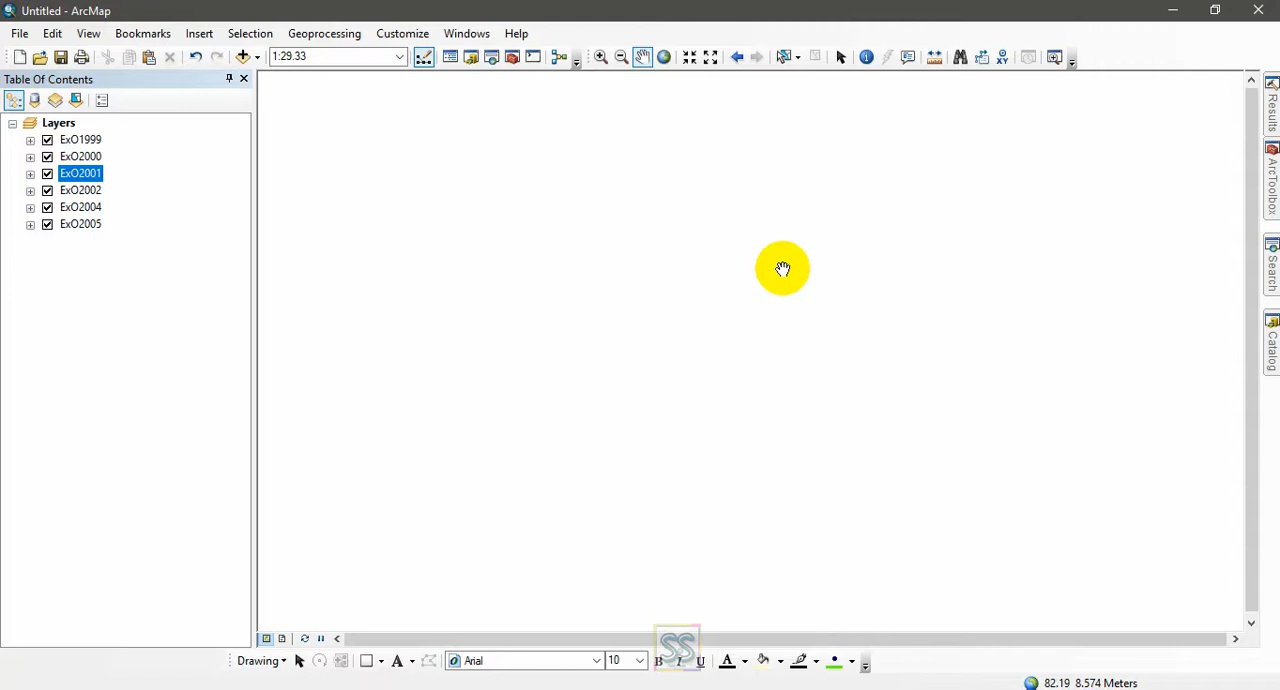 Untitled - ArcMap
File Edit View Bookmarks Insert Selection Geoprocessing Customize Windows Help
1:29.33
Table Of Contents
Layers
ExO1999
ExO2000
ExO2001
ExO2002
ExO2004
ExO2005
Results
ArcToolbox
Search
Catalog
SS
Drawing A Arial 10 B I U A
82.19 8.574 Meters